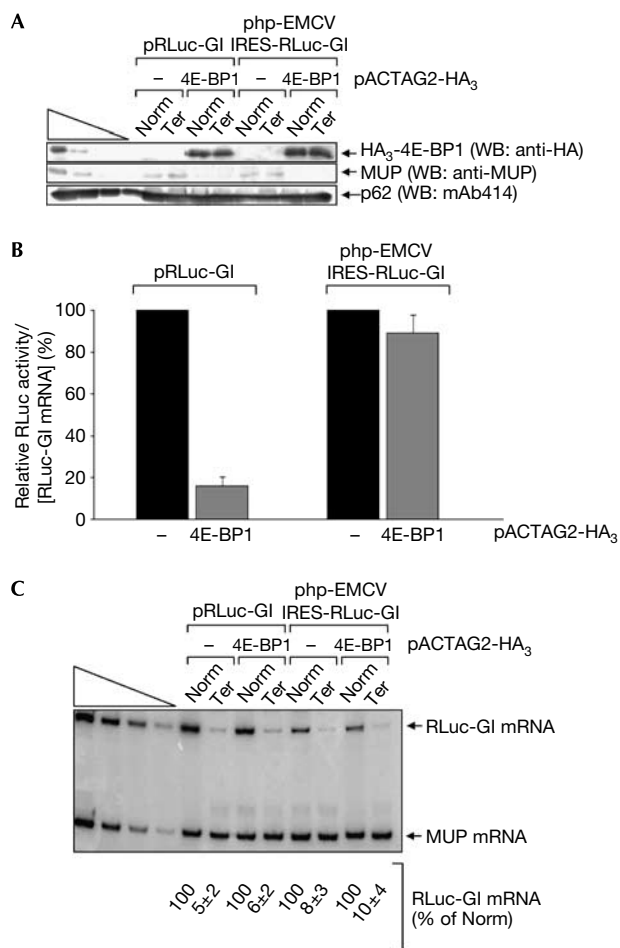 A
php-EMCV
pRLuc-GI IRES-RLuc-GI
– 4E-BP1 – 4E-BP1 pACTAG2-HA3
Norm Ter Norm Ter Norm Ter Norm Ter
HA3-4E-BP1 (WB: anti-HA)
MUP (WB: anti-MUP)
p62 (WB: mAb414)
B
php-EMCV
pRLuc-GI IRES-RLuc-GI
Relative RLuc activity/
[RLuc-GI mRNA] (%)
100
80
60
40
20
0
– 4E-BP1 – 4E-BP1 pACTAG2-HA3
C
php-EMCV
pRLuc-GI IRES-RLuc-GI
– 4E-BP1 – 4E-BP1 pACTAG2-HA3
Norm Ter Norm Ter Norm Ter Norm Ter
RLuc-GI mRNA
MUP mRNA
100 5±2 100 6±2 100 8±3 100 10±4
RLuc-GI mRNA
(% of Norm)